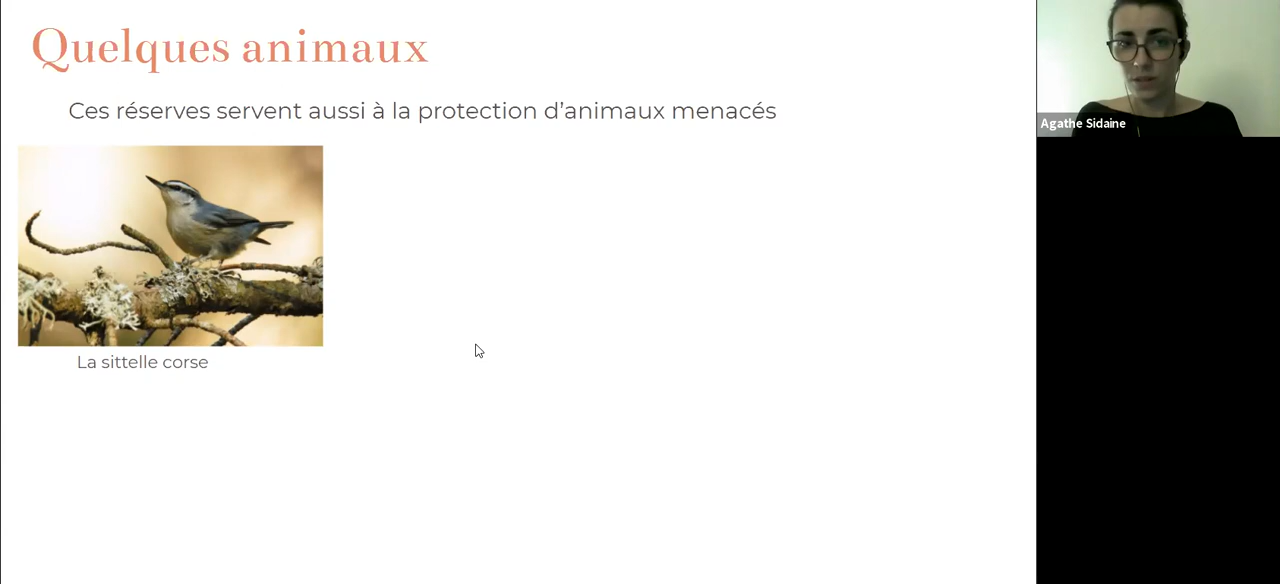 Quelques animaux
Ces réserves servent aussi à la protection d’animaux menacés
La sittelle corse
Agathe Sidaine